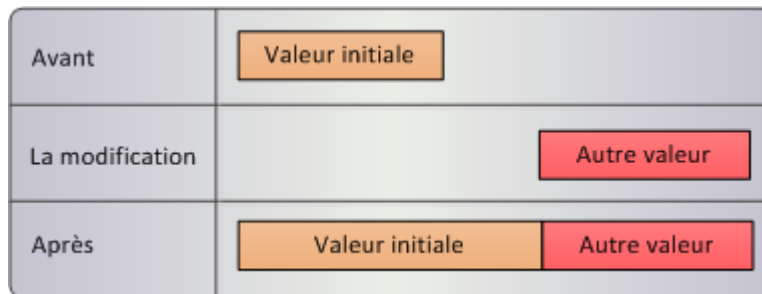 Avant
Valeur initiale
La modification
Autre valeur
Après
Valeur initiale
Autre valeur